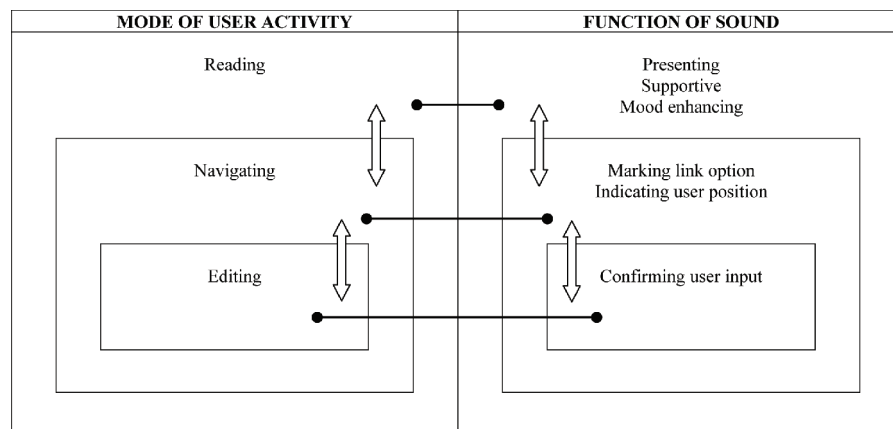 MODE OF USER ACTIVITY
FUNCTION OF SOUND
Reading
Presenting
Supportive
Mood enhancing
Navigating
Marking link option
Indicating user position
Editing
Confirming user input